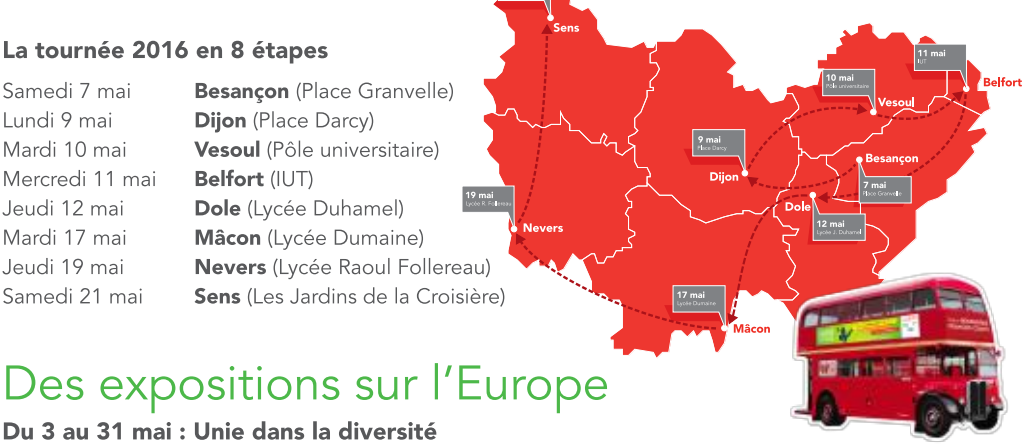 La tournée 2016 en 8 étapes
Samedi 7 mai Besançon (Place Granvelle)
Lundi 9 mai Dijon (Place Darcy)
Mardi 10 mai Vesoul (Pôle universitaire)
Mercredi 11 mai Belfort (IUT)
Jeudi 12 mai Dole (Lycée Duhamel)
Mardi 17 mai Mâcon (Lycée Dumaine)
Jeudi 19 mai Nevers (Lycée Raoul Follereau)
Samedi 21 mai Sens (Les Jardins de la Croisière)
Sens
11 mai
IUT
Belfort
10 mai
Pôle universitaire
Vesoul
9 mai
Place Darcy
Dijon
Besançon
7 mai
Place Granvelle
Dole
12 mai
Lycée J. Duhamel
19 mai
Lycée R. Follereau
Nevers
17 mai
Lycée Dumaine
Mâcon
Des expositions sur l'Europe
Du 3 au 31 mai : Unie dans la diversité